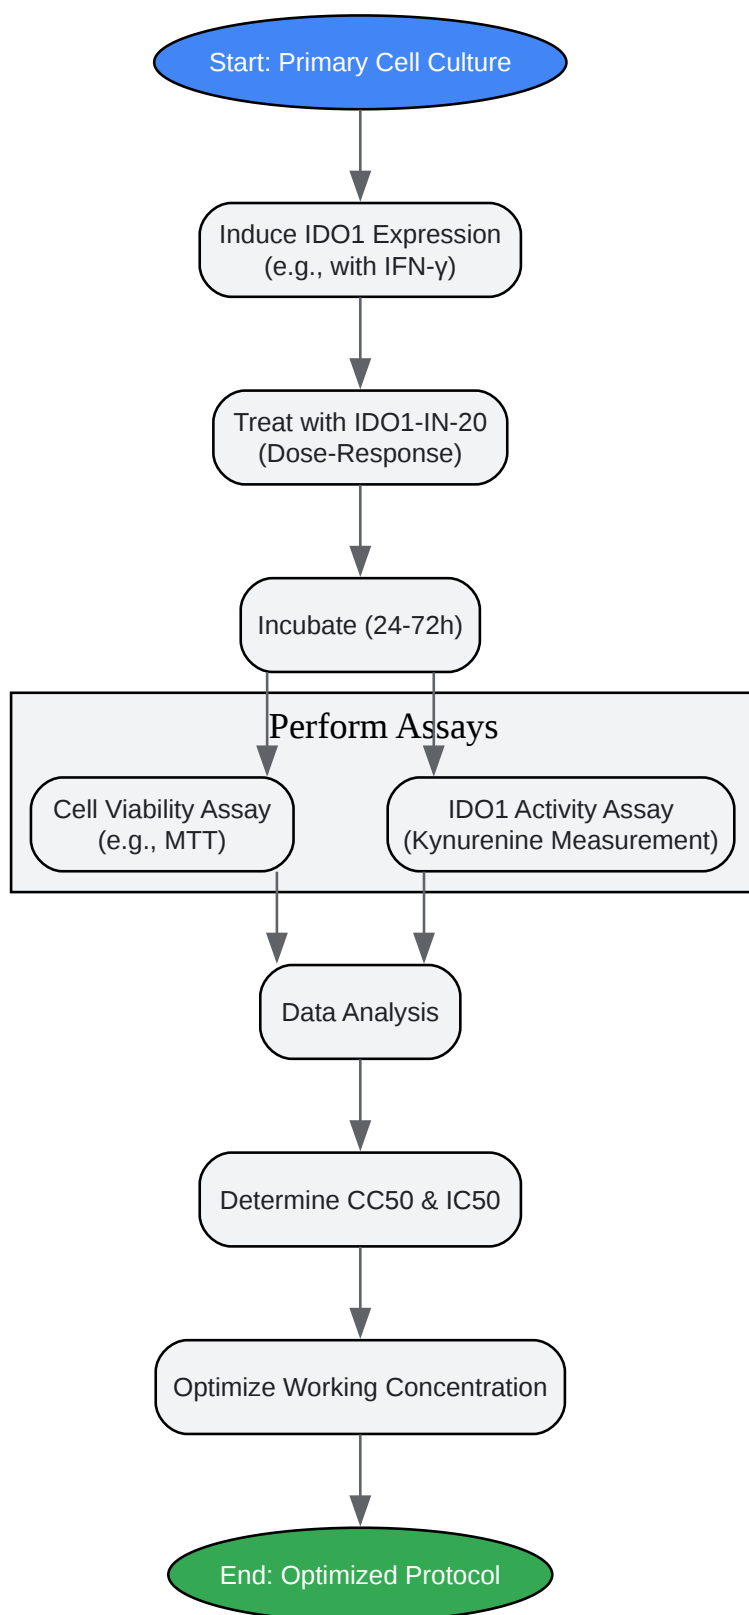 Start: Primary Cell Culture
Induce IDO1 Expression
(e.g., with IFN-γ)
Treat with IDO1-IN-20
(Dose-Response)
Incubate (24-72h)
Perform Assays
Cell Viability Assay
(e.g., MTT)
IDO1 Activity Assay
(Kynurenine Measurement)
Data Analysis
Determine CC50 & IC50
Optimize Working Concentration
End: Optimized Protocol